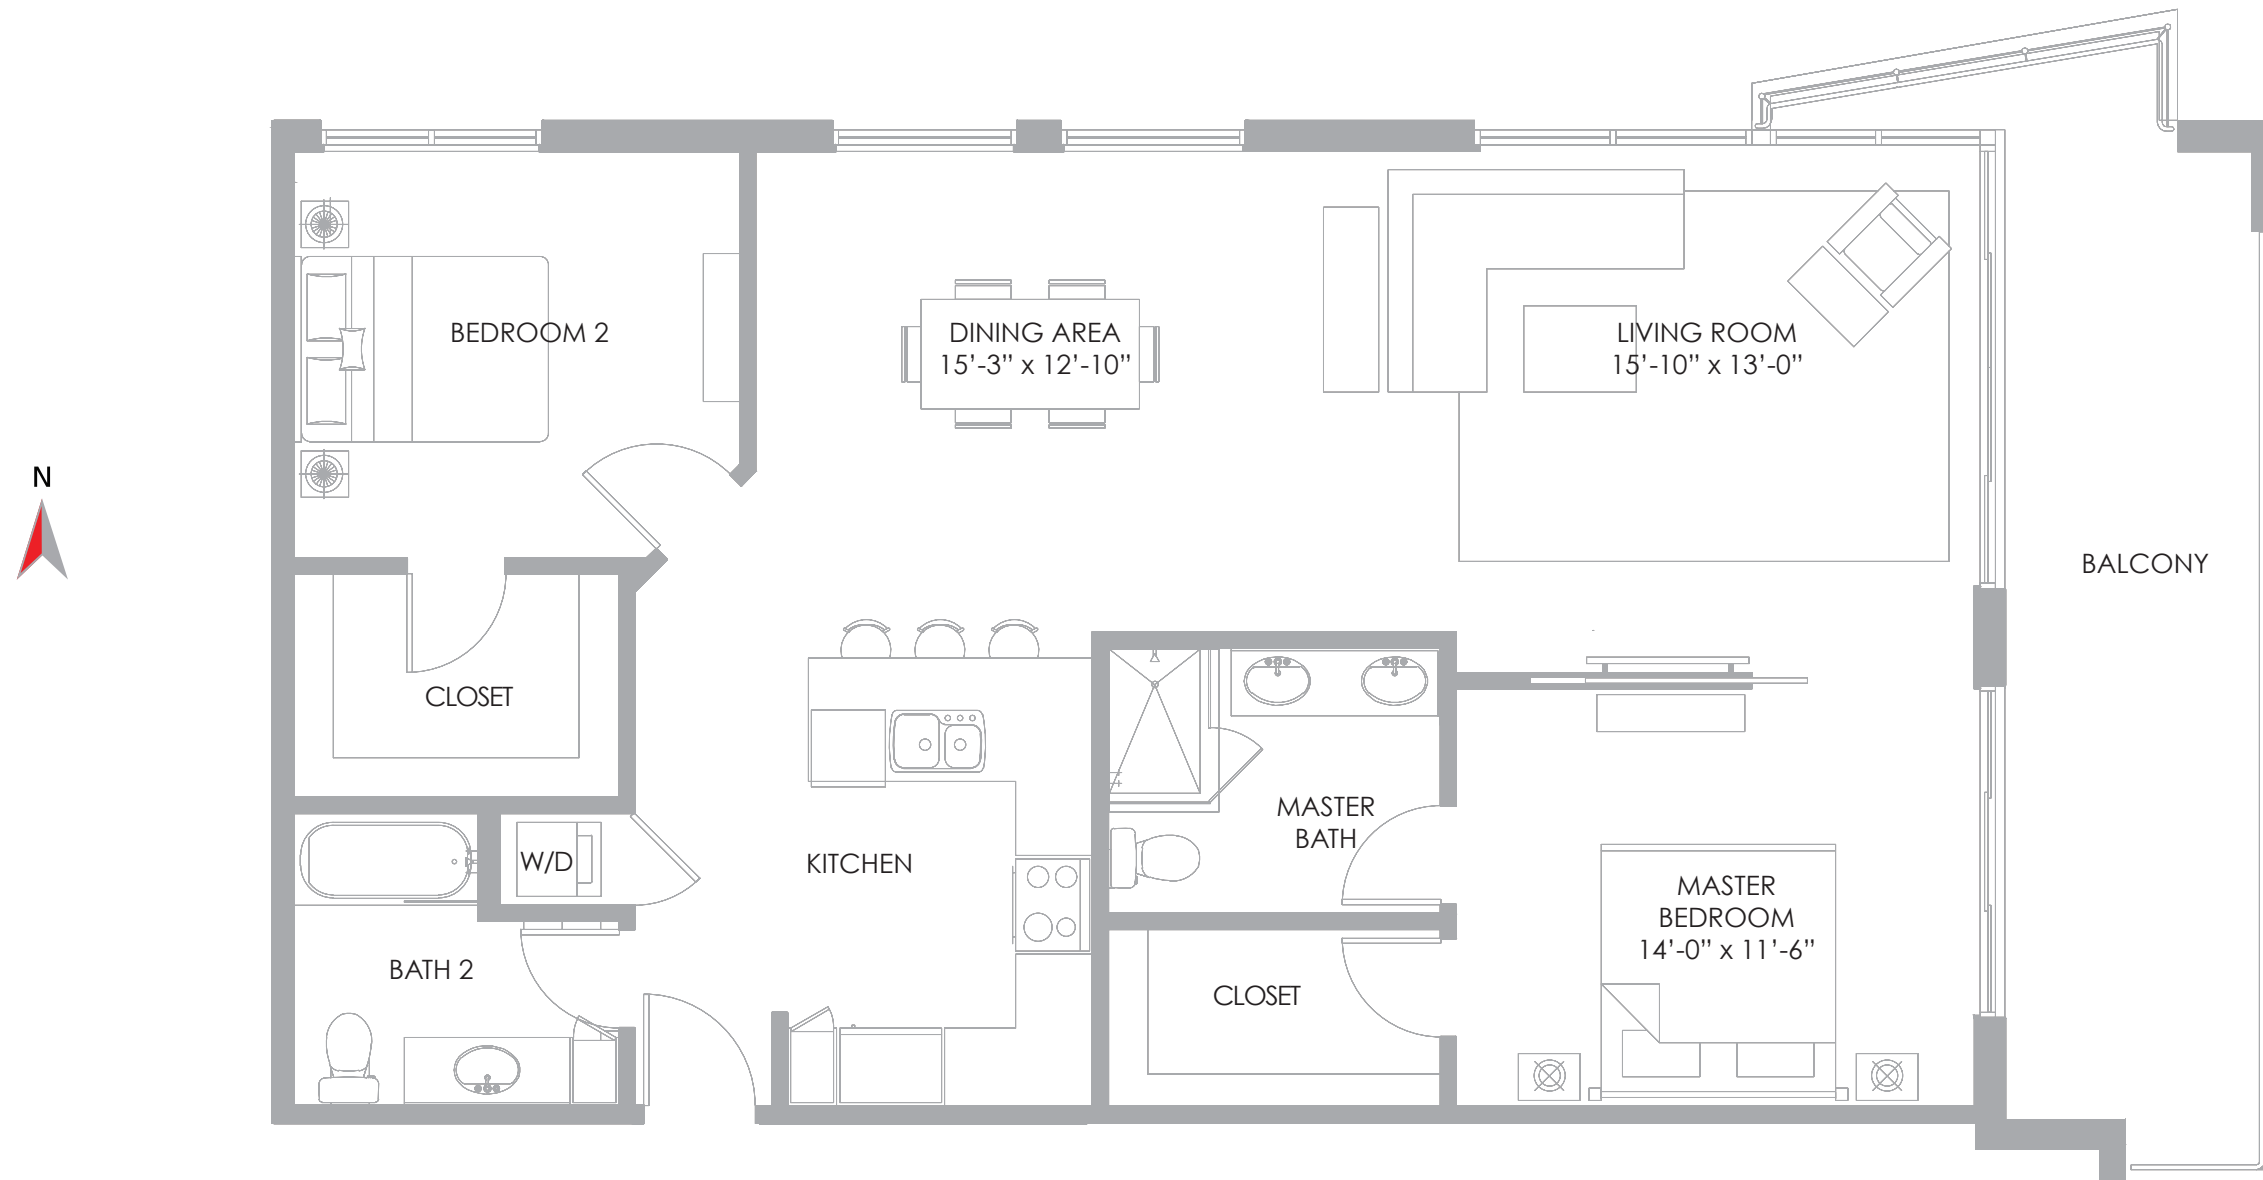 N
BEDROOM 2
DINING AREA
15’-3” x 12’-10”
LIVING ROOM
15’-10” x 13’-0”
BALCONY
CLOSET
W/D
KITCHEN
MASTER
BATH
MASTER
BEDROOM
14’-0” x 11’-6”
BATH 2
CLOSET